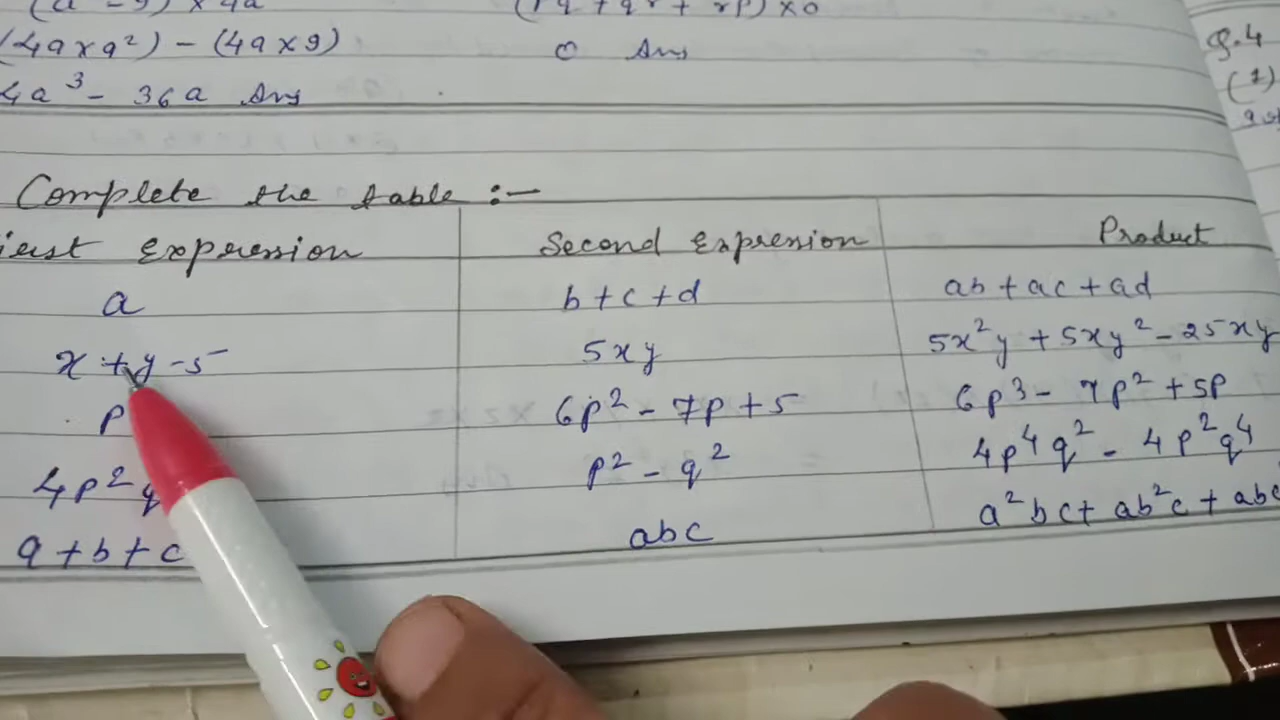 × 4a
) × 0
(4a × a²) − (4a × 9)
0 Ans
4a³ − 36a Ans
Q.4
(1)
Complete the table :−
Expression Second Expression Product
a b + c + d ab + ac + ad
x + y − 5 5xy 5x²y + 5xy² − 25xy
p 6p² − 7p + 5 6p³ − 7p² + 5p
4p²q p² − q² 4p⁴q² − 4p²q⁴
a + b + c abc a²bc + ab²c + abc